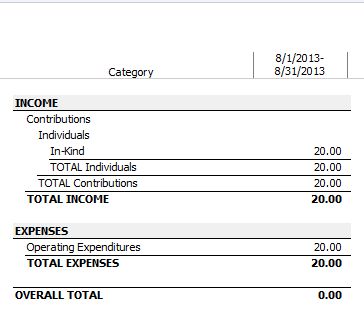 8/1/2013-
Category 8/31/2013
INCOME
Contributions
Individuals
In-Kind 20.00
TOTAL Individuals 20.00
TOTAL Contributions 20.00
TOTAL INCOME 20.00
EXPENSES
Operating Expenditures 20.00
TOTAL EXPENSES 20.00
OVERALL TOTAL 0.00